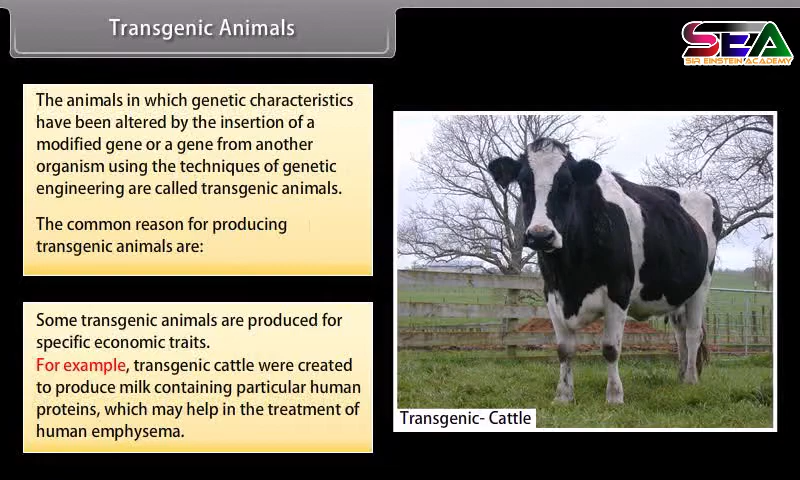 Transgenic Animals
SEA
SIR EINSTEIN ACADEMY
The animals in which genetic characteristics
have been altered by the insertion of a
modified gene or a gene from another
organism using the techniques of genetic
engineering are called transgenic animals.
The common reason for producing
transgenic animals are:
Some transgenic animals are produced for
specific economic traits.
For example, transgenic cattle were created
to produce milk containing particular human
proteins, which may help in the treatment of
human emphysema.
Transgenic- Cattle